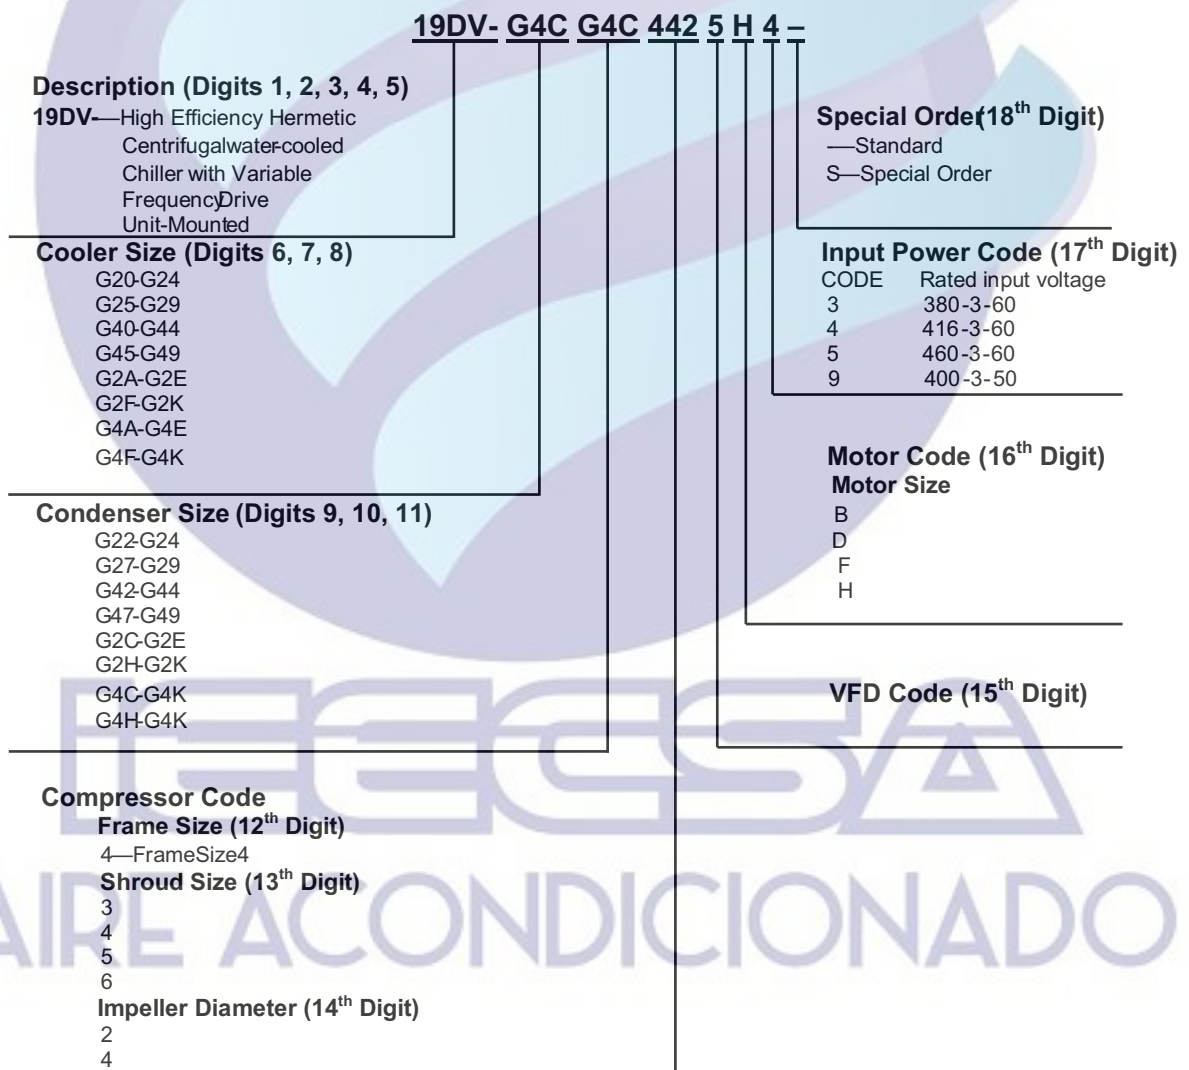 19DV- G4C G4C 442 5 H 4 –
Description (Digits 1, 2, 3, 4, 5)
19DV-—High Efficiency Hermetic
Centrifugalwater-cooled
Chiller with Variable
FrequencyDrive
Unit-Mounted
Cooler Size (Digits 6, 7, 8)
G20-G24
G25-G29
G40-G44
G45-G49
G2A-G2E
G2F-G2K
G4A-G4E
G4F-G4K
Condenser Size (Digits 9, 10, 11)
G22-G24
G27-G29
G42-G44
G47-G49
G2C-G2E
G2H-G2K
G4C-G4K
G4H-G4K
Compressor Code
Frame Size (12th Digit)
4—FrameSize4
Shroud Size (13th Digit)
3
4
5
6
Impeller Diameter (14th Digit)
2
4
Special Order(18th Digit)
-—Standard
S—Special Order
Input Power Code (17th Digit)
CODE Rated input voltage
3 380-3-60
4 416-3-60
5 460-3-60
9 400-3-50
Motor Code (16th Digit)
Motor Size
B
D
F
H
VFD Code (15th Digit)
AIRE ACONDICIONADO